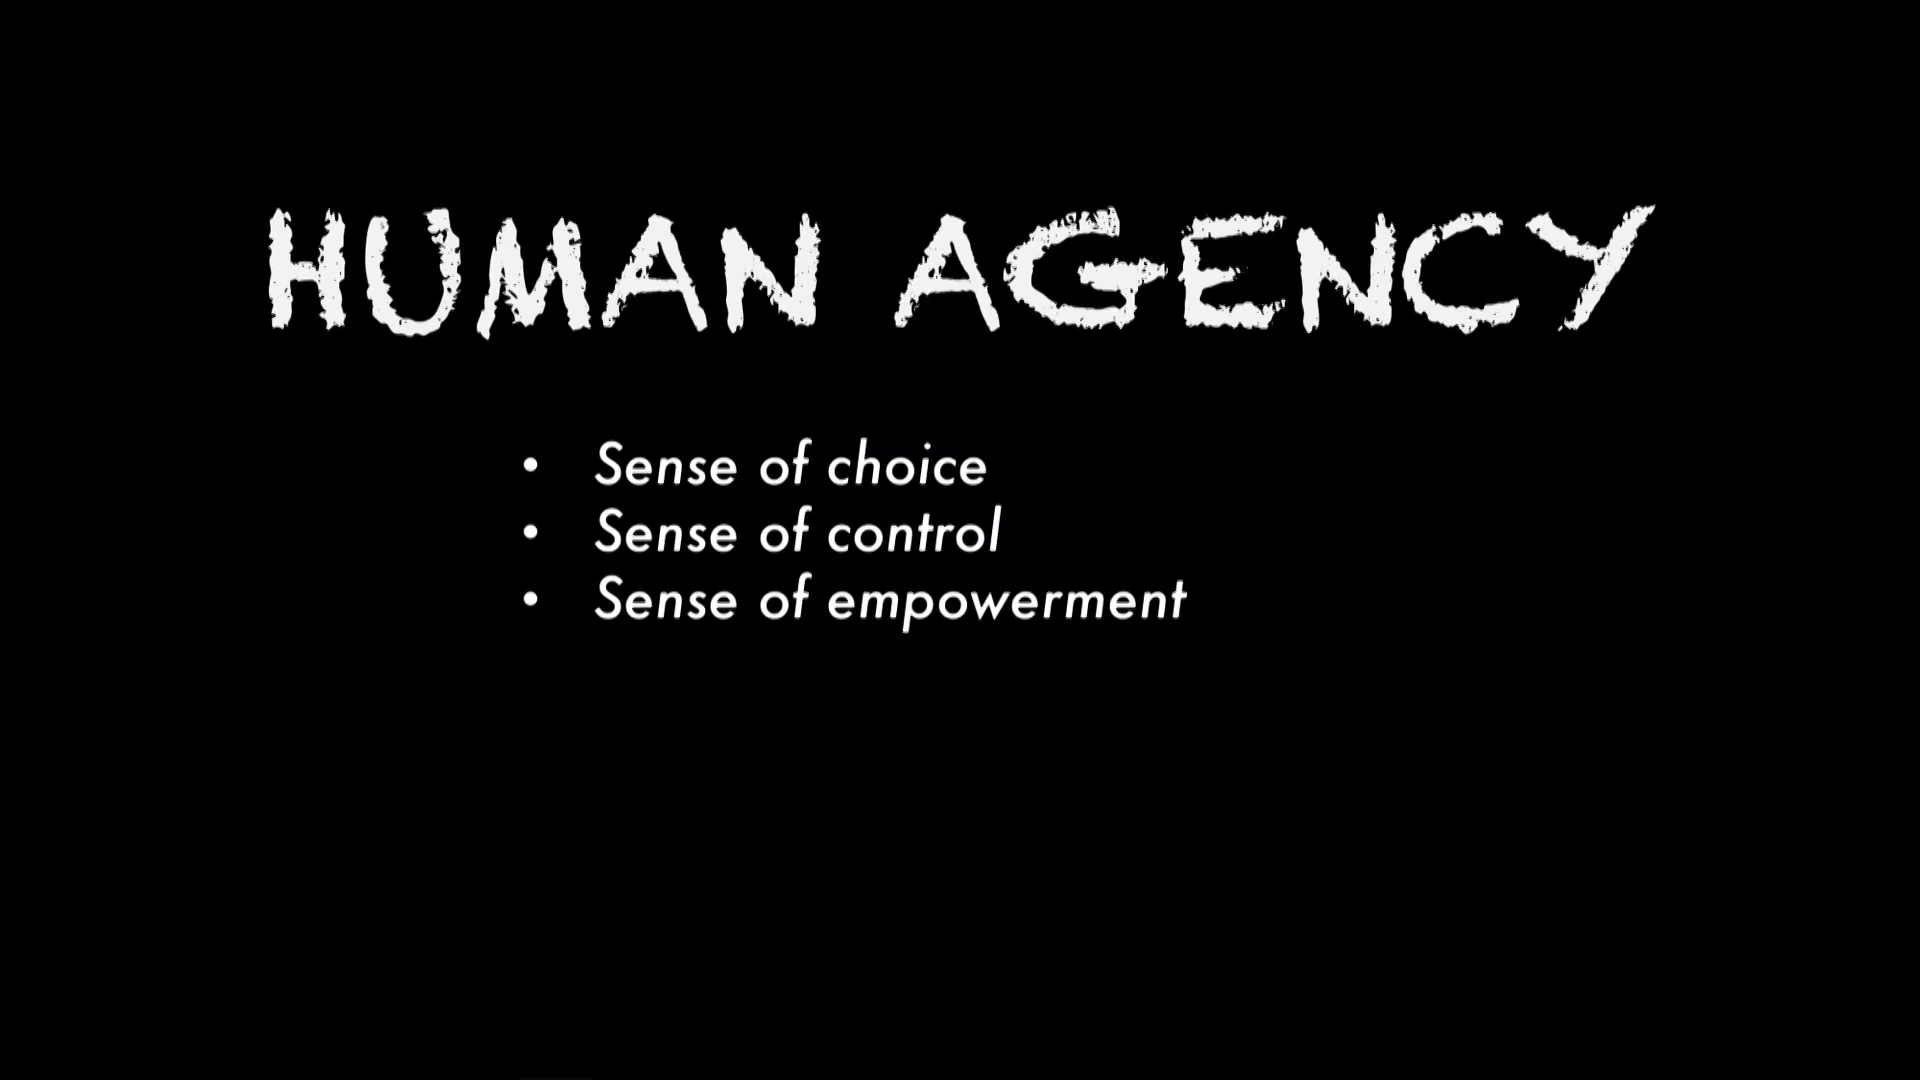 HUMAN AGENCY
• Sense of choice
• Sense of control
• Sense of empowerment